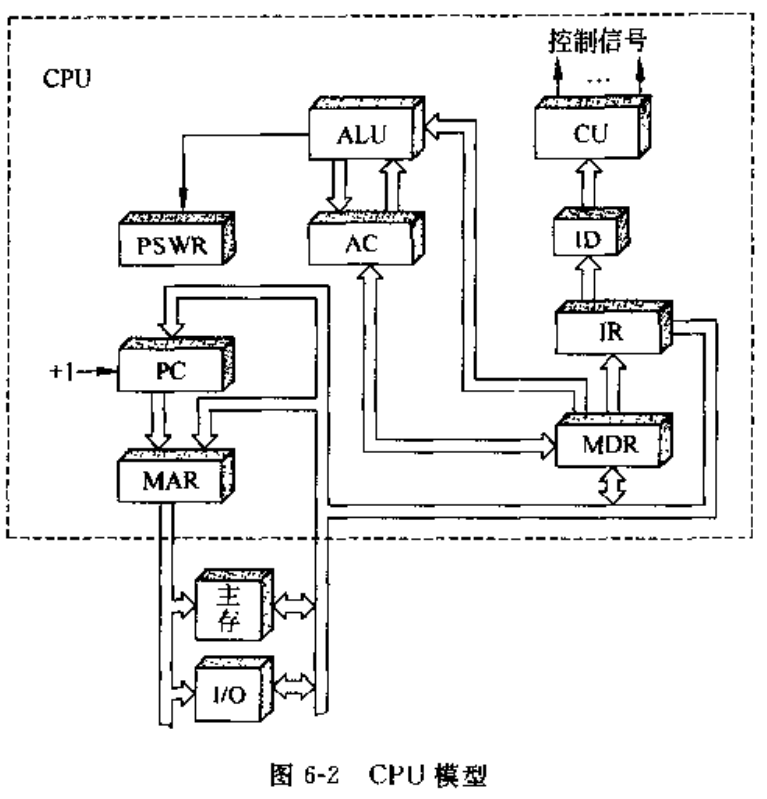 控制信号
...
CPU
ALU
CU
PSWR
AC
ID
IR
+1
PC
MDR
MAR
主存
I/O
图 6-2 CPU 模型